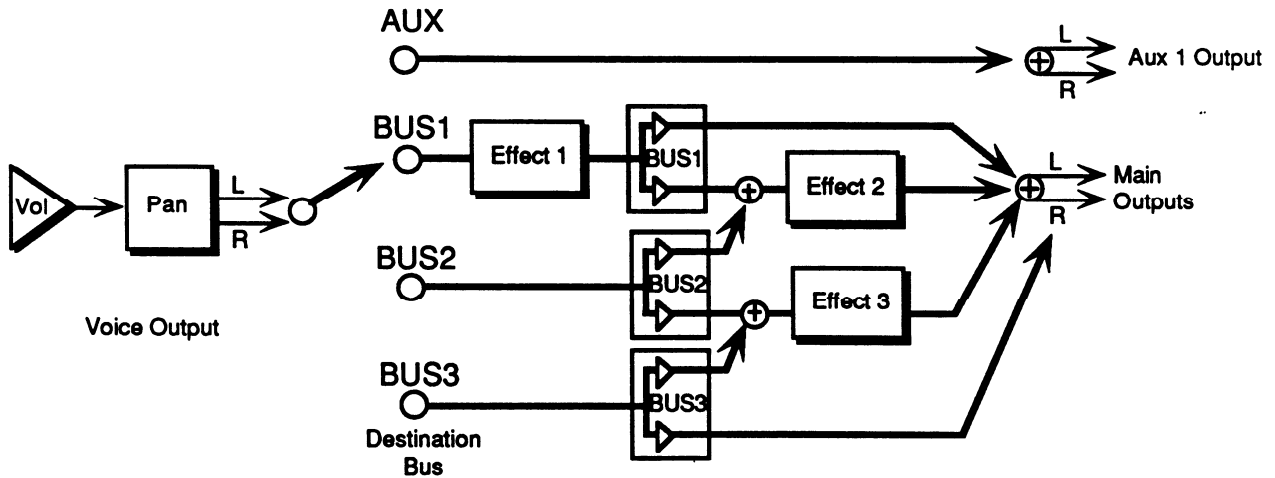 AUX
L
R
Aux 1 Output
BUS1
Effect 1
BUS1
Effect 2
L
R
Main
Outputs
Vol
Pan
L
R
BUS2
BUS2
Effect 3
Voice Output
BUS3
BUS3
Destination
Bus